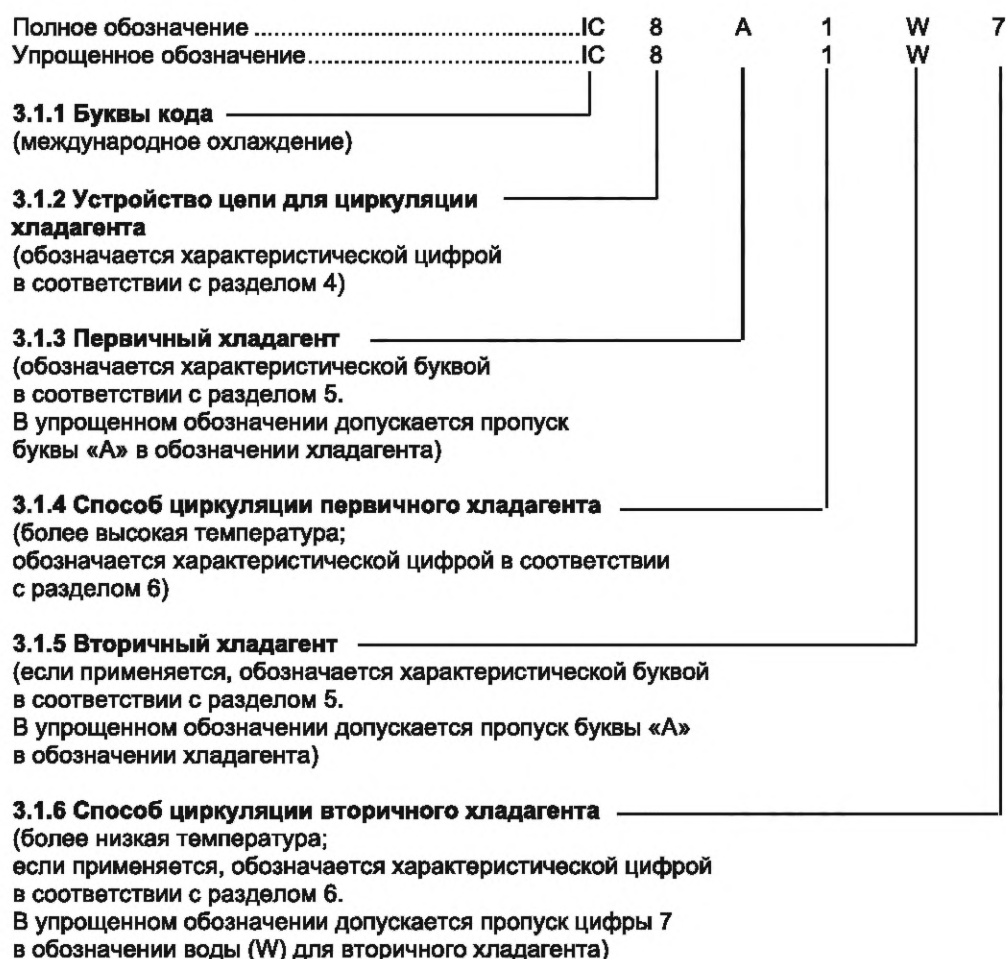 Полное обозначение ................................................IC 8 A 1 W 7
Упрощенное обозначение........................................IC 8 1 W
3.1.1 Буквы кода
(международное охлаждение)
3.1.2 Устройство цепи для циркуляции
хладагента
(обозначается характеристической цифрой
в соответствии с разделом 4)
3.1.3 Первичный хладагент
(обозначается характеристической буквой
в соответствии с разделом 5.
В упрощенном обозначении допускается пропуск
буквы «А» в обозначении хладагента)
3.1.4 Способ циркуляции первичного хладагента
(более высокая температура;
обозначается характеристической цифрой в соответствии
с разделом 6)
3.1.5 Вторичный хладагент
(если применяется, обозначается характеристической буквой
в соответствии с разделом 5.
В упрощенном обозначении допускается пропуск буквы «А»
в обозначении хладагента)
3.1.6 Способ циркуляции вторичного хладагента
(более низкая температура;
если применяется, обозначается характеристической цифрой
в соответствии с разделом 6.
В упрощенном обозначении допускается пропуск цифры 7
в обозначении воды (W) для вторичного хладагента)